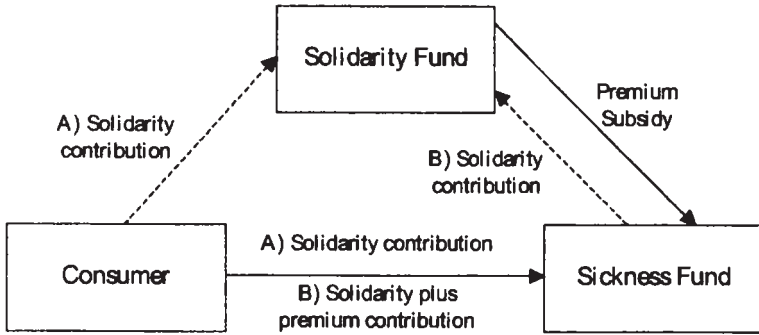 Solidarity Fund
A) Solidarity
contribution
Premium
Subsidy
B) Solidarity
contribution
Consumer
A) Solidarity contribution
B) Solidarity plus
premium contribution
Sickness Fund